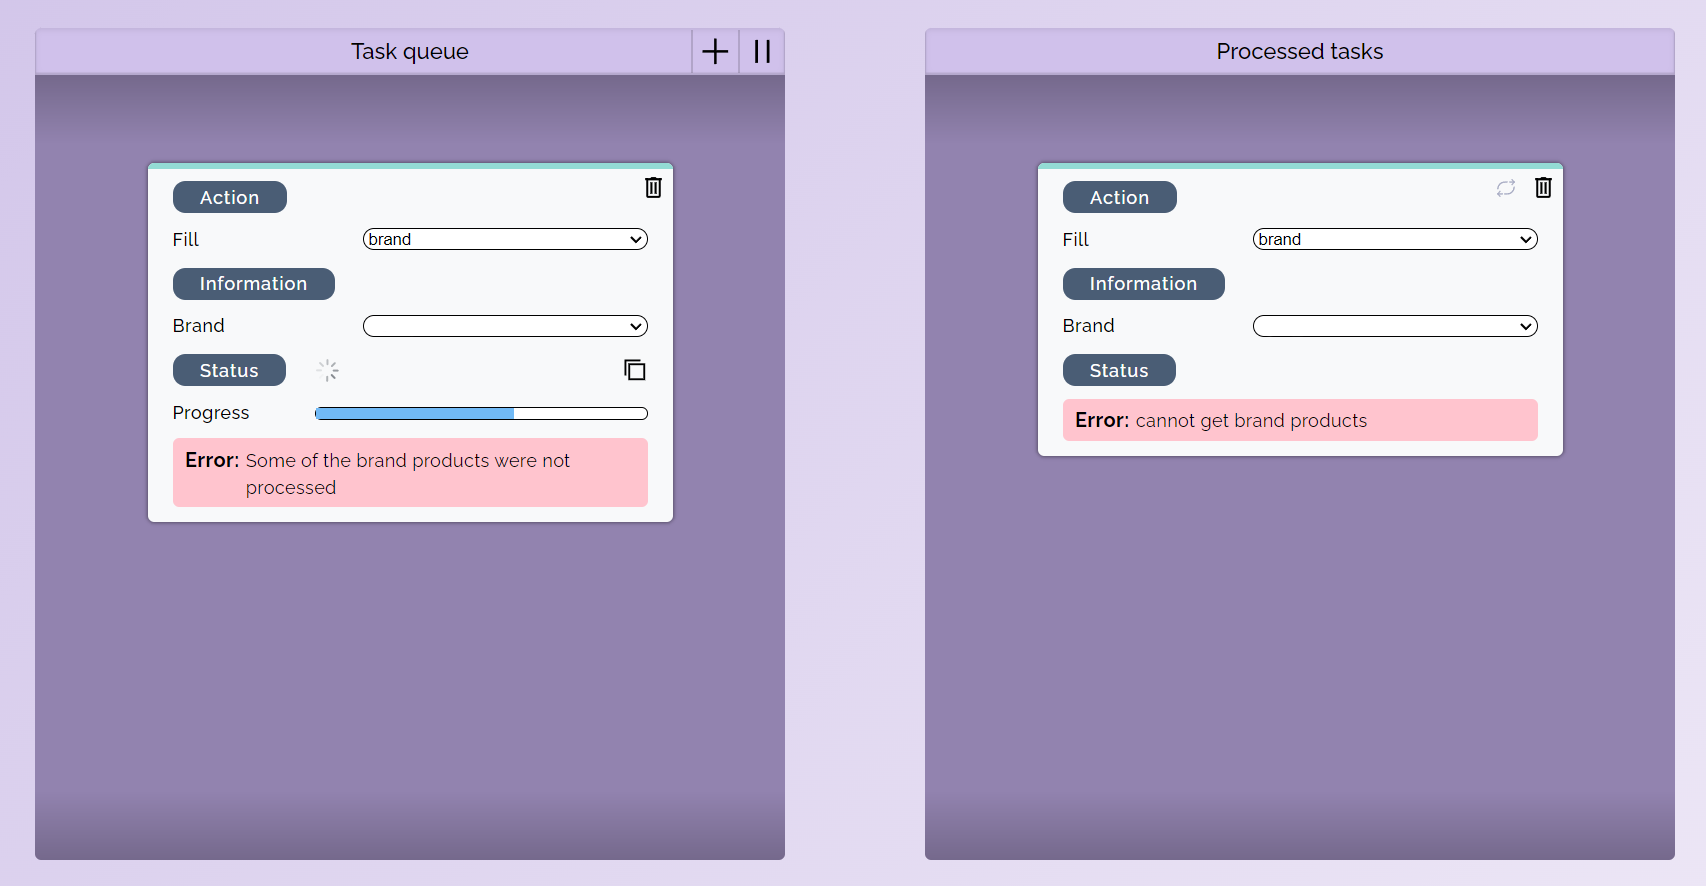 Task queue
Action
Fill
brand
Information
Brand
Status
Progress
Error: Some of the brand products were not
processed
Processed tasks
Action
Fill
brand
Information
Brand
Status
Error: cannot get brand products